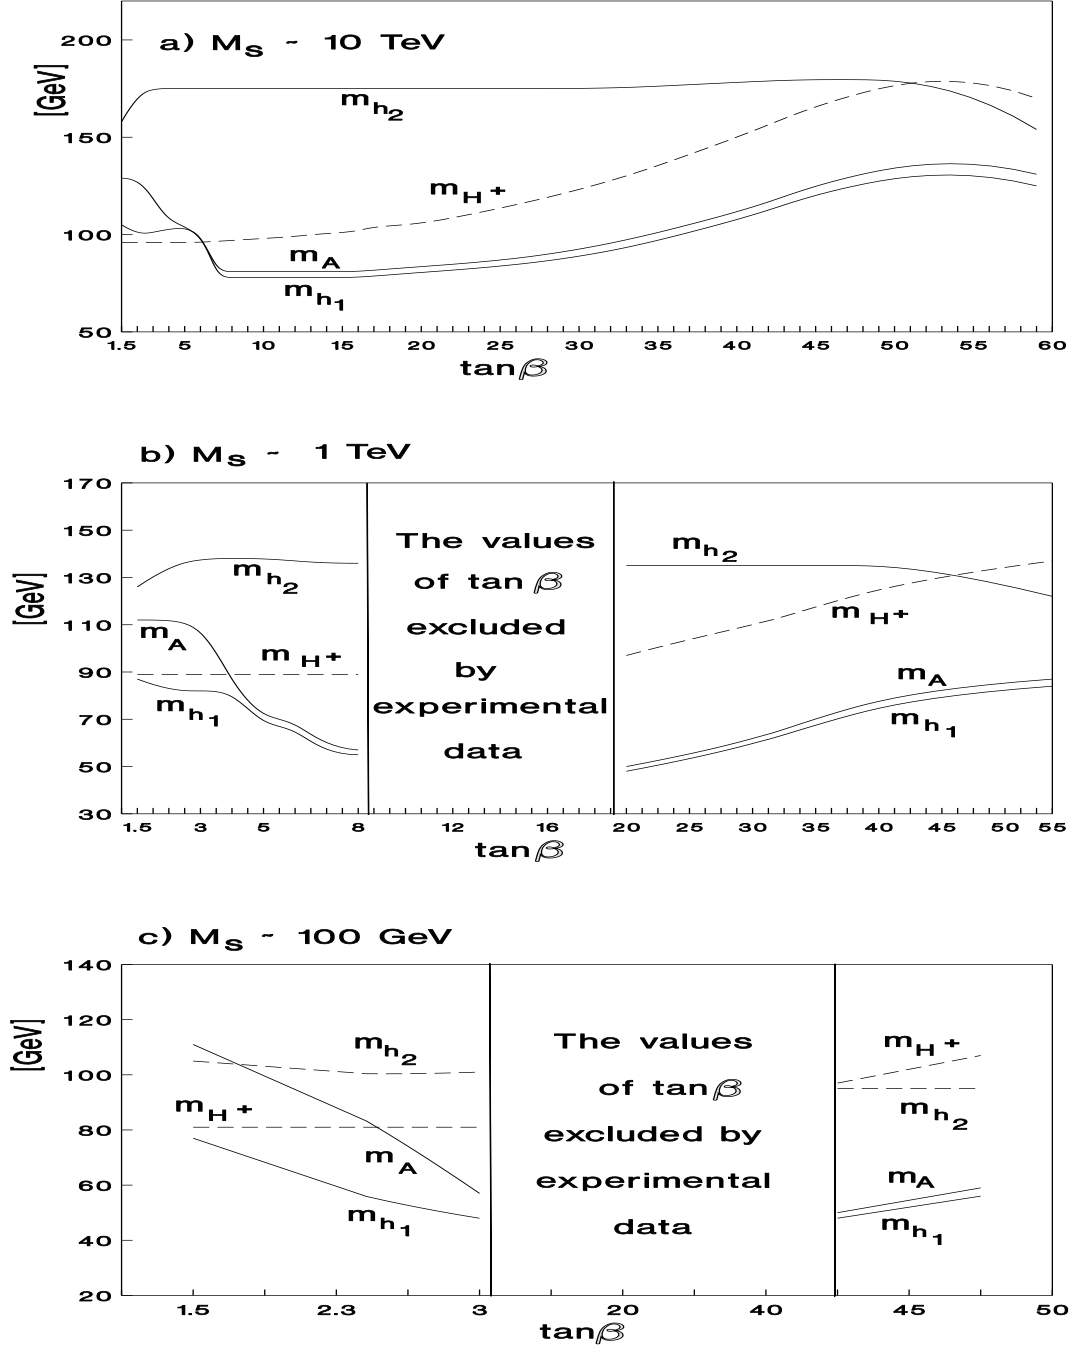 a) M_S ~ 10 TeV
[GeV]
200
150
100
50
m_h2
m_H+
m_A
m_h1
1.5 5 10 15 20 25 30 35 40 45 50 55 60
tanβ
b) M_S ~ 1 TeV
[GeV]
170
150
130
110
90
70
50
30
m_h2
m_A
m_H+
m_h1
The values
of tan β
excluded
by
experimental
data
m_h2
m_H+
m_A
m_h1
1.5 3 5 8 12 16 20 25 30 35 40 45 50 55
tanβ
c) M_S ~ 100 GeV
[GeV]
140
120
100
80
60
40
20
m_h2
m_H+
m_A
m_h1
The values
of tanβ
excluded by
experimental
data
m_H+
m_h2
m_A
m_h1
1.5 2.3 3 20 40 45 50
tanβ